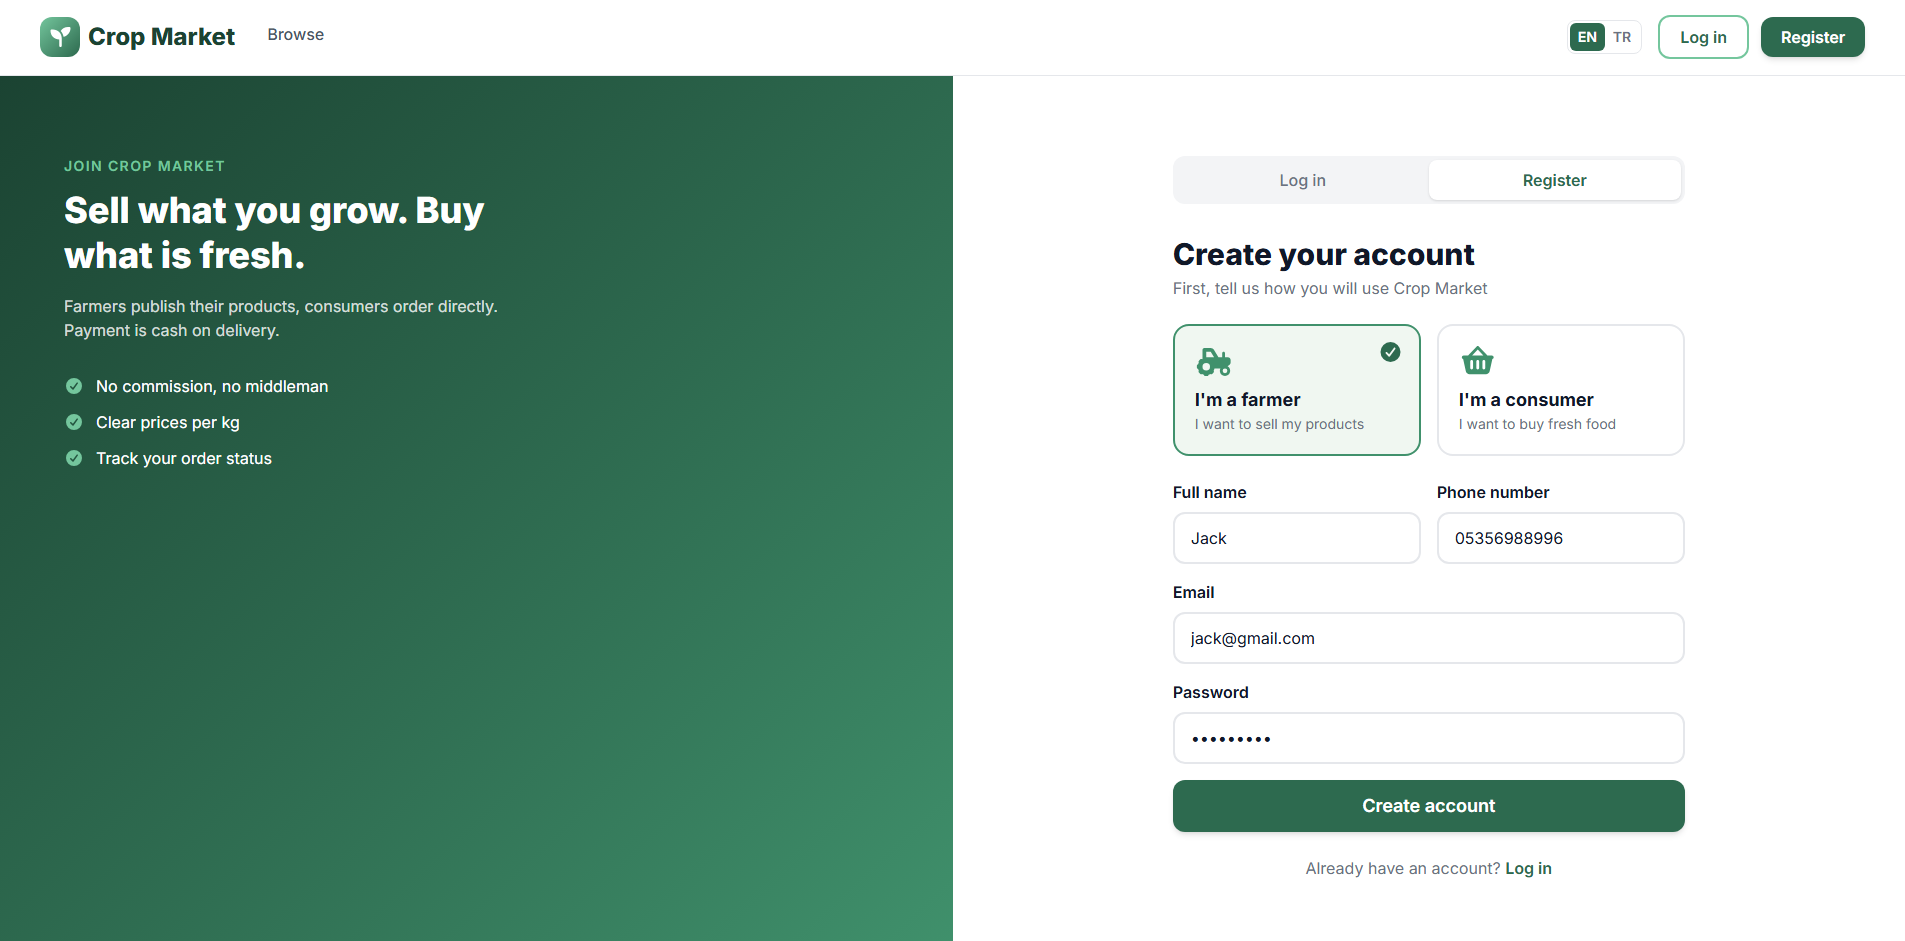 Crop Market
Browse
EN TR
Log in
Register
JOIN CROP MARKET
Sell what you grow. Buy
what is fresh.
Farmers publish their products, consumers order directly.
Payment is cash on delivery.
No commission, no middleman
Clear prices per kg
Track your order status
Log in
Register
Create your account
First, tell us how you will use Crop Market
I'm a farmer
I want to sell my products
I'm a consumer
I want to buy fresh food
Full name
Jack
Phone number
05356988996
Email
jack@gmail.com
Password
•••••••••
Create account
Already have an account? Log in